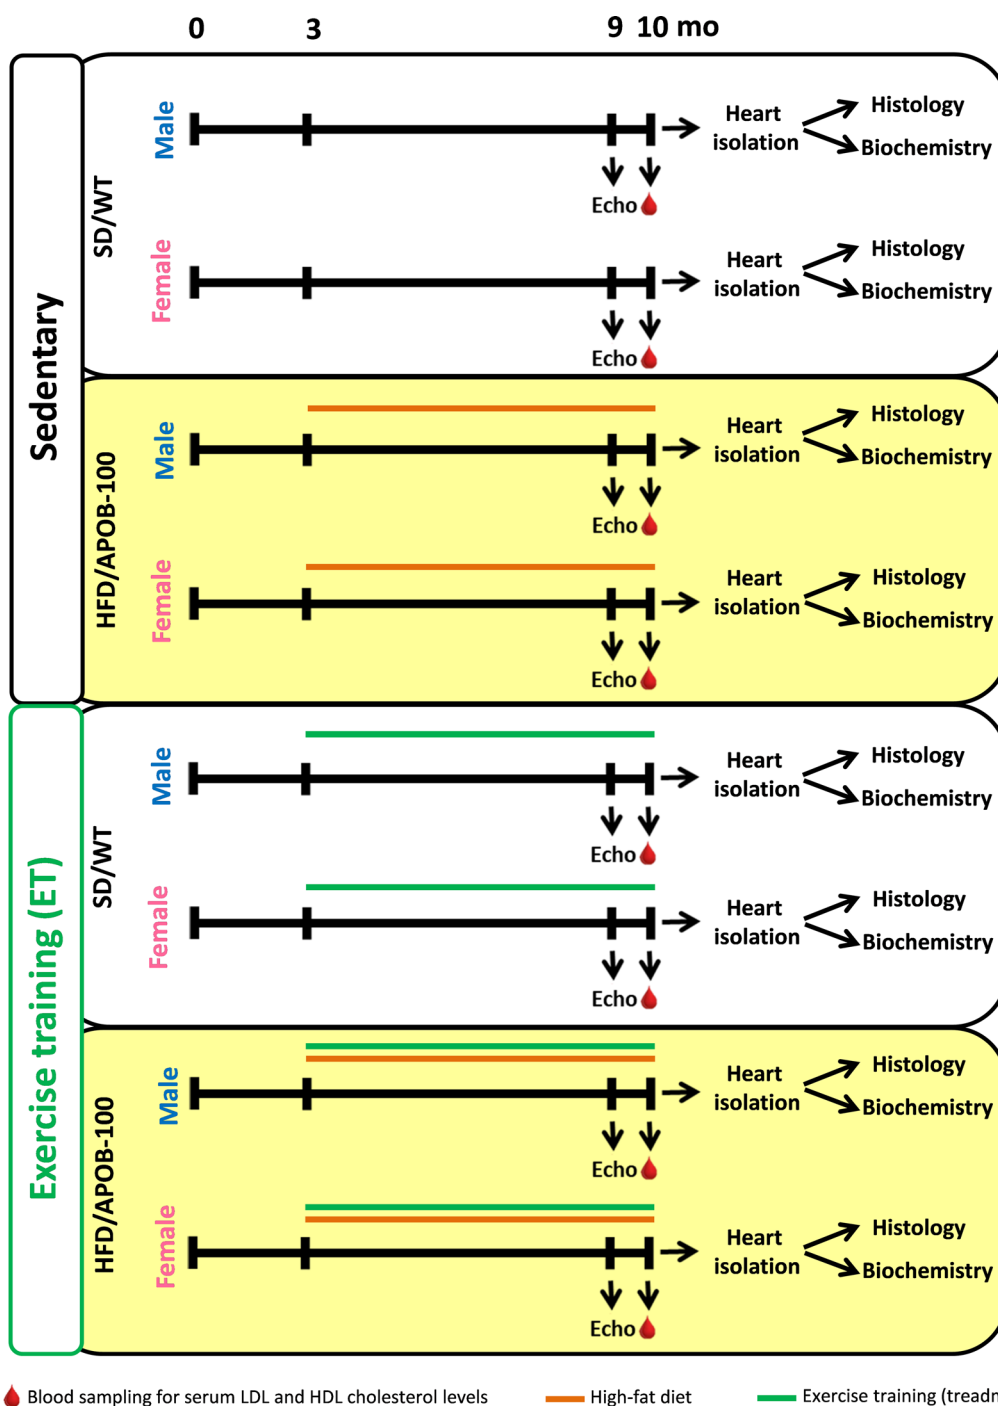 0 3 9 10 mo
Sedentary
SD/WT
Male
Heart
isolation
Histology
Biochemistry
Echo
Female
Heart
isolation
Histology
Biochemistry
Echo
HFD/APOB-100
Male
Heart
isolation
Histology
Biochemistry
Echo
Female
Heart
isolation
Histology
Biochemistry
Echo
Exercise training (ET)
SD/WT
Male
Heart
isolation
Histology
Biochemistry
Echo
Female
Heart
isolation
Histology
Biochemistry
Echo
HFD/APOB-100
Male
Heart
isolation
Histology
Biochemistry
Echo
Female
Heart
isolation
Histology
Biochemistry
Echo
Blood sampling for serum LDL and HDL cholesterol levels
High-fat diet
Exercise training